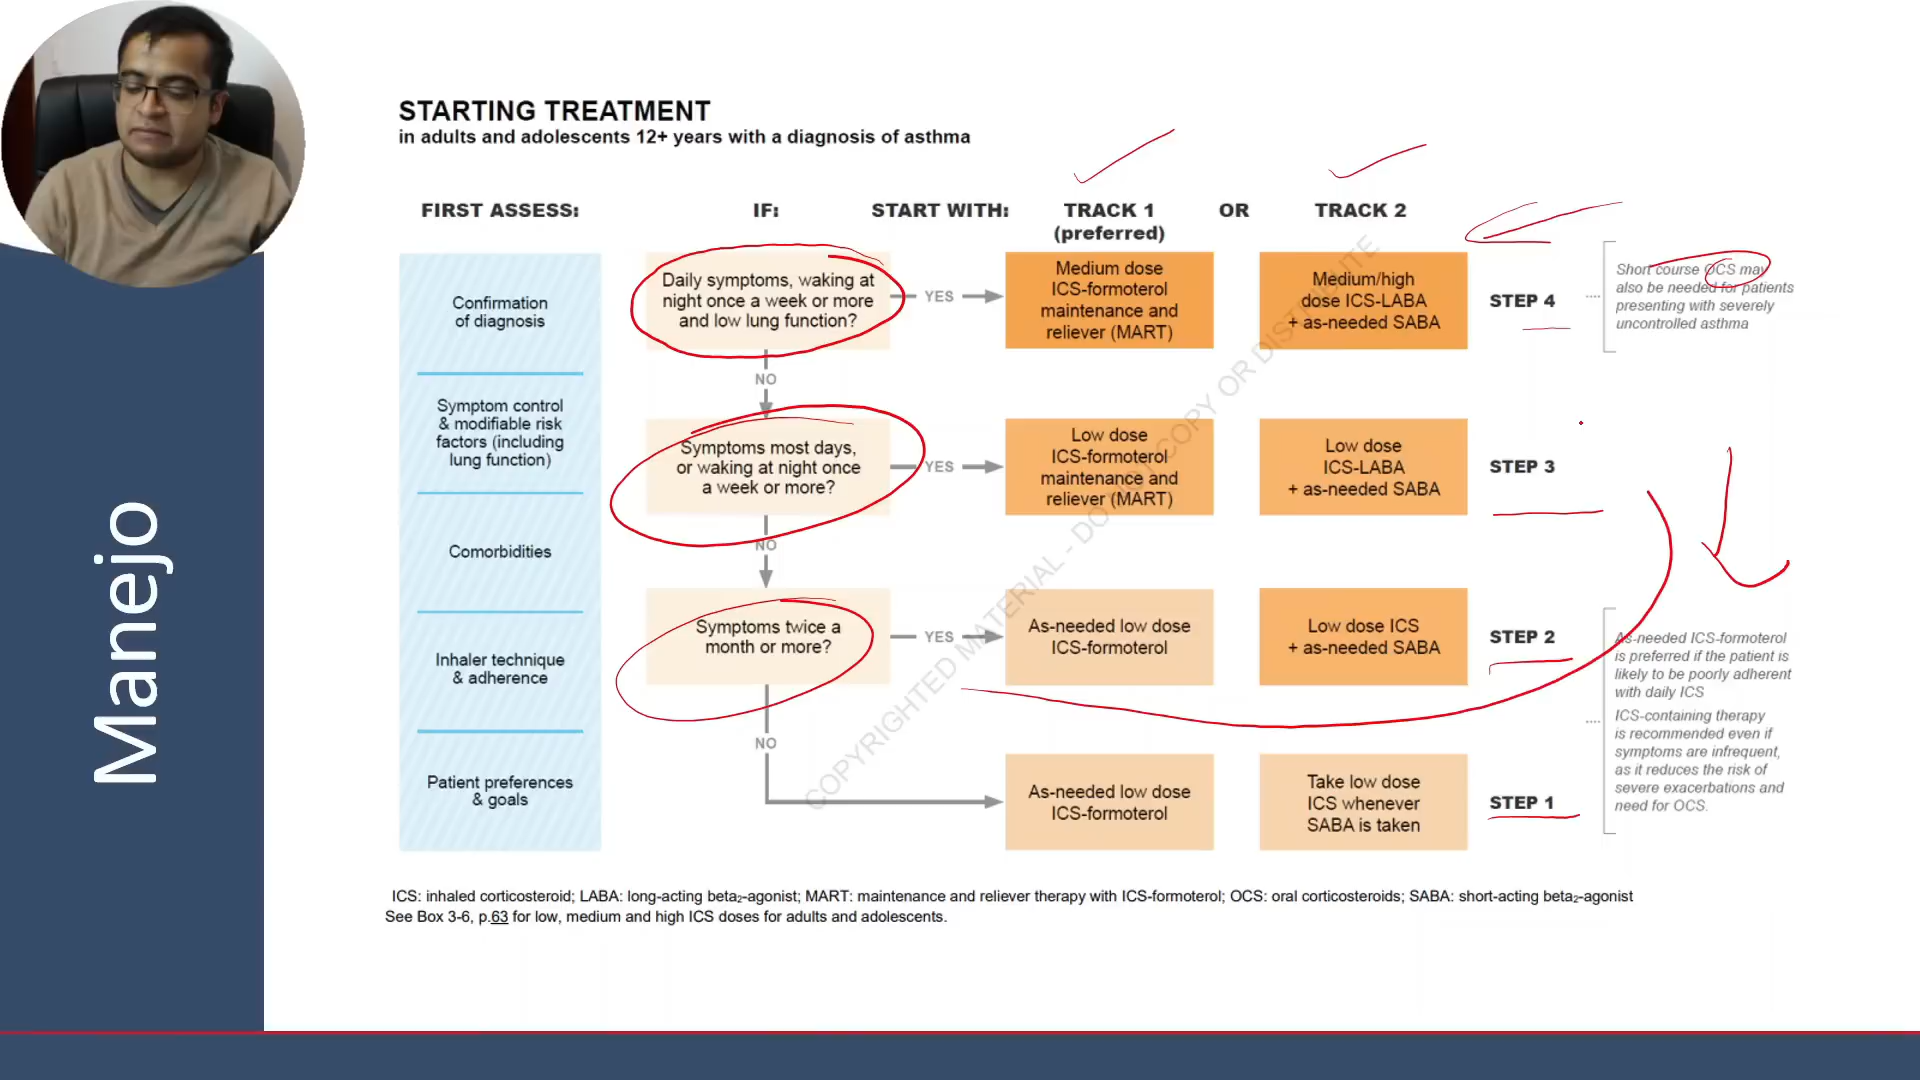 Manejo
STARTING TREATMENT
in adults and adolescents 12+ years with a diagnosis of asthma
FIRST ASSESS:
IF:
START WITH:
TRACK 1
(preferred)
OR
TRACK 2
Confirmation
of diagnosis
Symptom control
& modifiable risk
factors (including
lung function)
Comorbidities
Inhaler technique
& adherence
Patient preferences
& goals
Daily symptoms, waking at
night once a week or more
and low lung function?
YES
Medium dose
ICS-formoterol
maintenance and
reliever (MART)
Medium/high
dose ICS-LABA
+ as-needed SABA
STEP 4
Short course OCS may
also be needed for patients
presenting with severely
uncontrolled asthma
NO
Symptoms most days,
or waking at night once
a week or more?
YES
Low dose
ICS-formoterol
maintenance and
reliever (MART)
Low dose
ICS-LABA
+ as-needed SABA
STEP 3
NO
Symptoms twice a
month or more?
YES
As-needed low dose
ICS-formoterol
Low dose ICS
+ as-needed SABA
STEP 2
As-needed ICS-formoterol
is preferred if the patient is
likely to be poorly adherent
with daily ICS
ICS-containing therapy
is recommended even if
symptoms are infrequent,
as it reduces the risk of
severe exacerbations and
need for OCS.
NO
As-needed low dose
ICS-formoterol
Take low dose
ICS whenever
SABA is taken
STEP 1
COPYRIGHTED MATERIAL - DO NOT COPY OR DISTRIBUTE
ICS: inhaled corticosteroid; LABA: long-acting beta₂-agonist; MART: maintenance and reliever therapy with ICS-formoterol; OCS: oral corticosteroids; SABA: short-acting beta₂-agonist
See Box 3-6, p.63 for low, medium and high ICS doses for adults and adolescents.